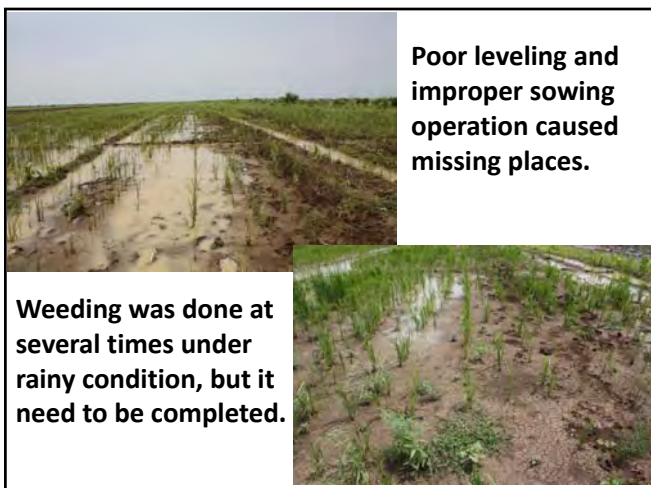 Poor leveling and
improper sowing
operation caused
missing places.
Weeding was done at
several times under
rainy condition, but it
need to be completed.